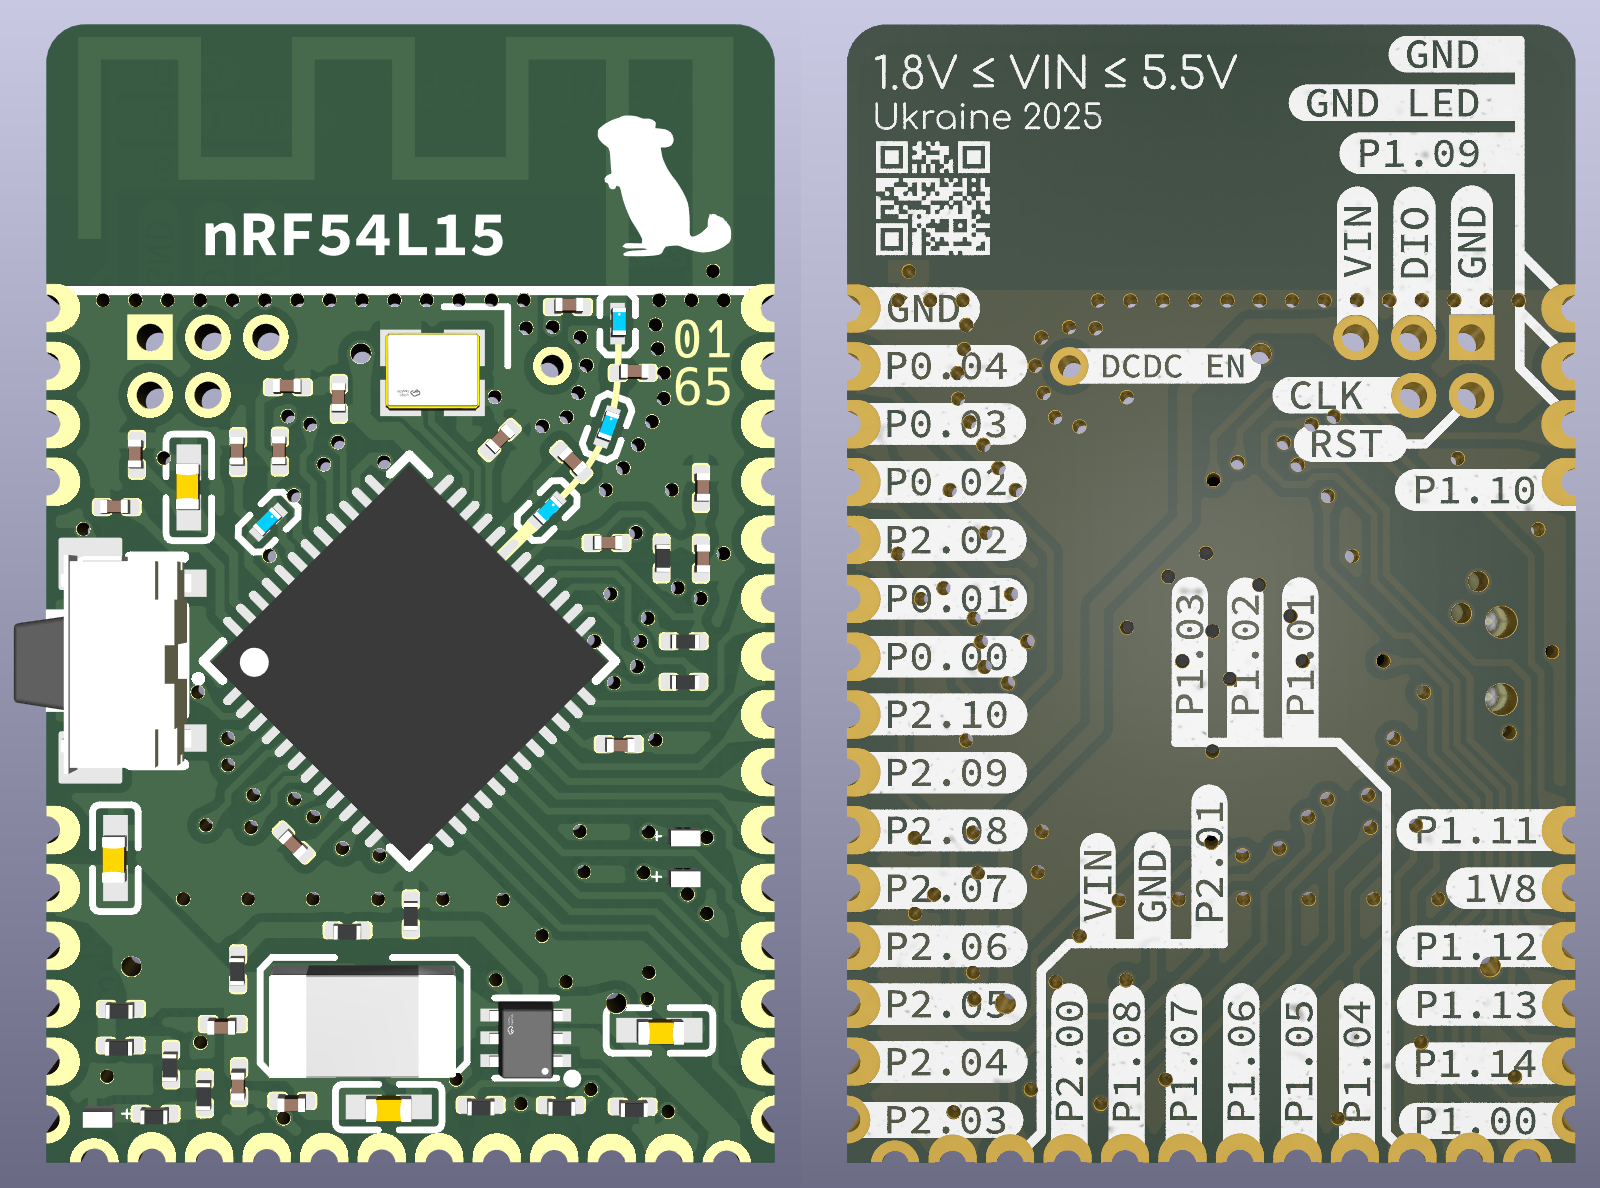 nRF54L15
01
65
1.8V ≤ VIN ≤ 5.5V
Ukraine 2025
GND
GND LED
P1.09
VIN
DIO
GND
GND
P0.04
DCDC EN
CLK
P0.03
RST
P0.02
P1.10
P2.02
P0.01
P1.03
P1.02
P1.01
P0.00
P2.10
P2.09
P2.08
P1.11
VIN
GND
P2.01
P2.07
1V8
P2.06
P1.12
P2.05
P1.13
P2.04
P1.14
P2.00
P1.08
P1.07
P1.06
P1.05
P1.04
P2.03
P1.00